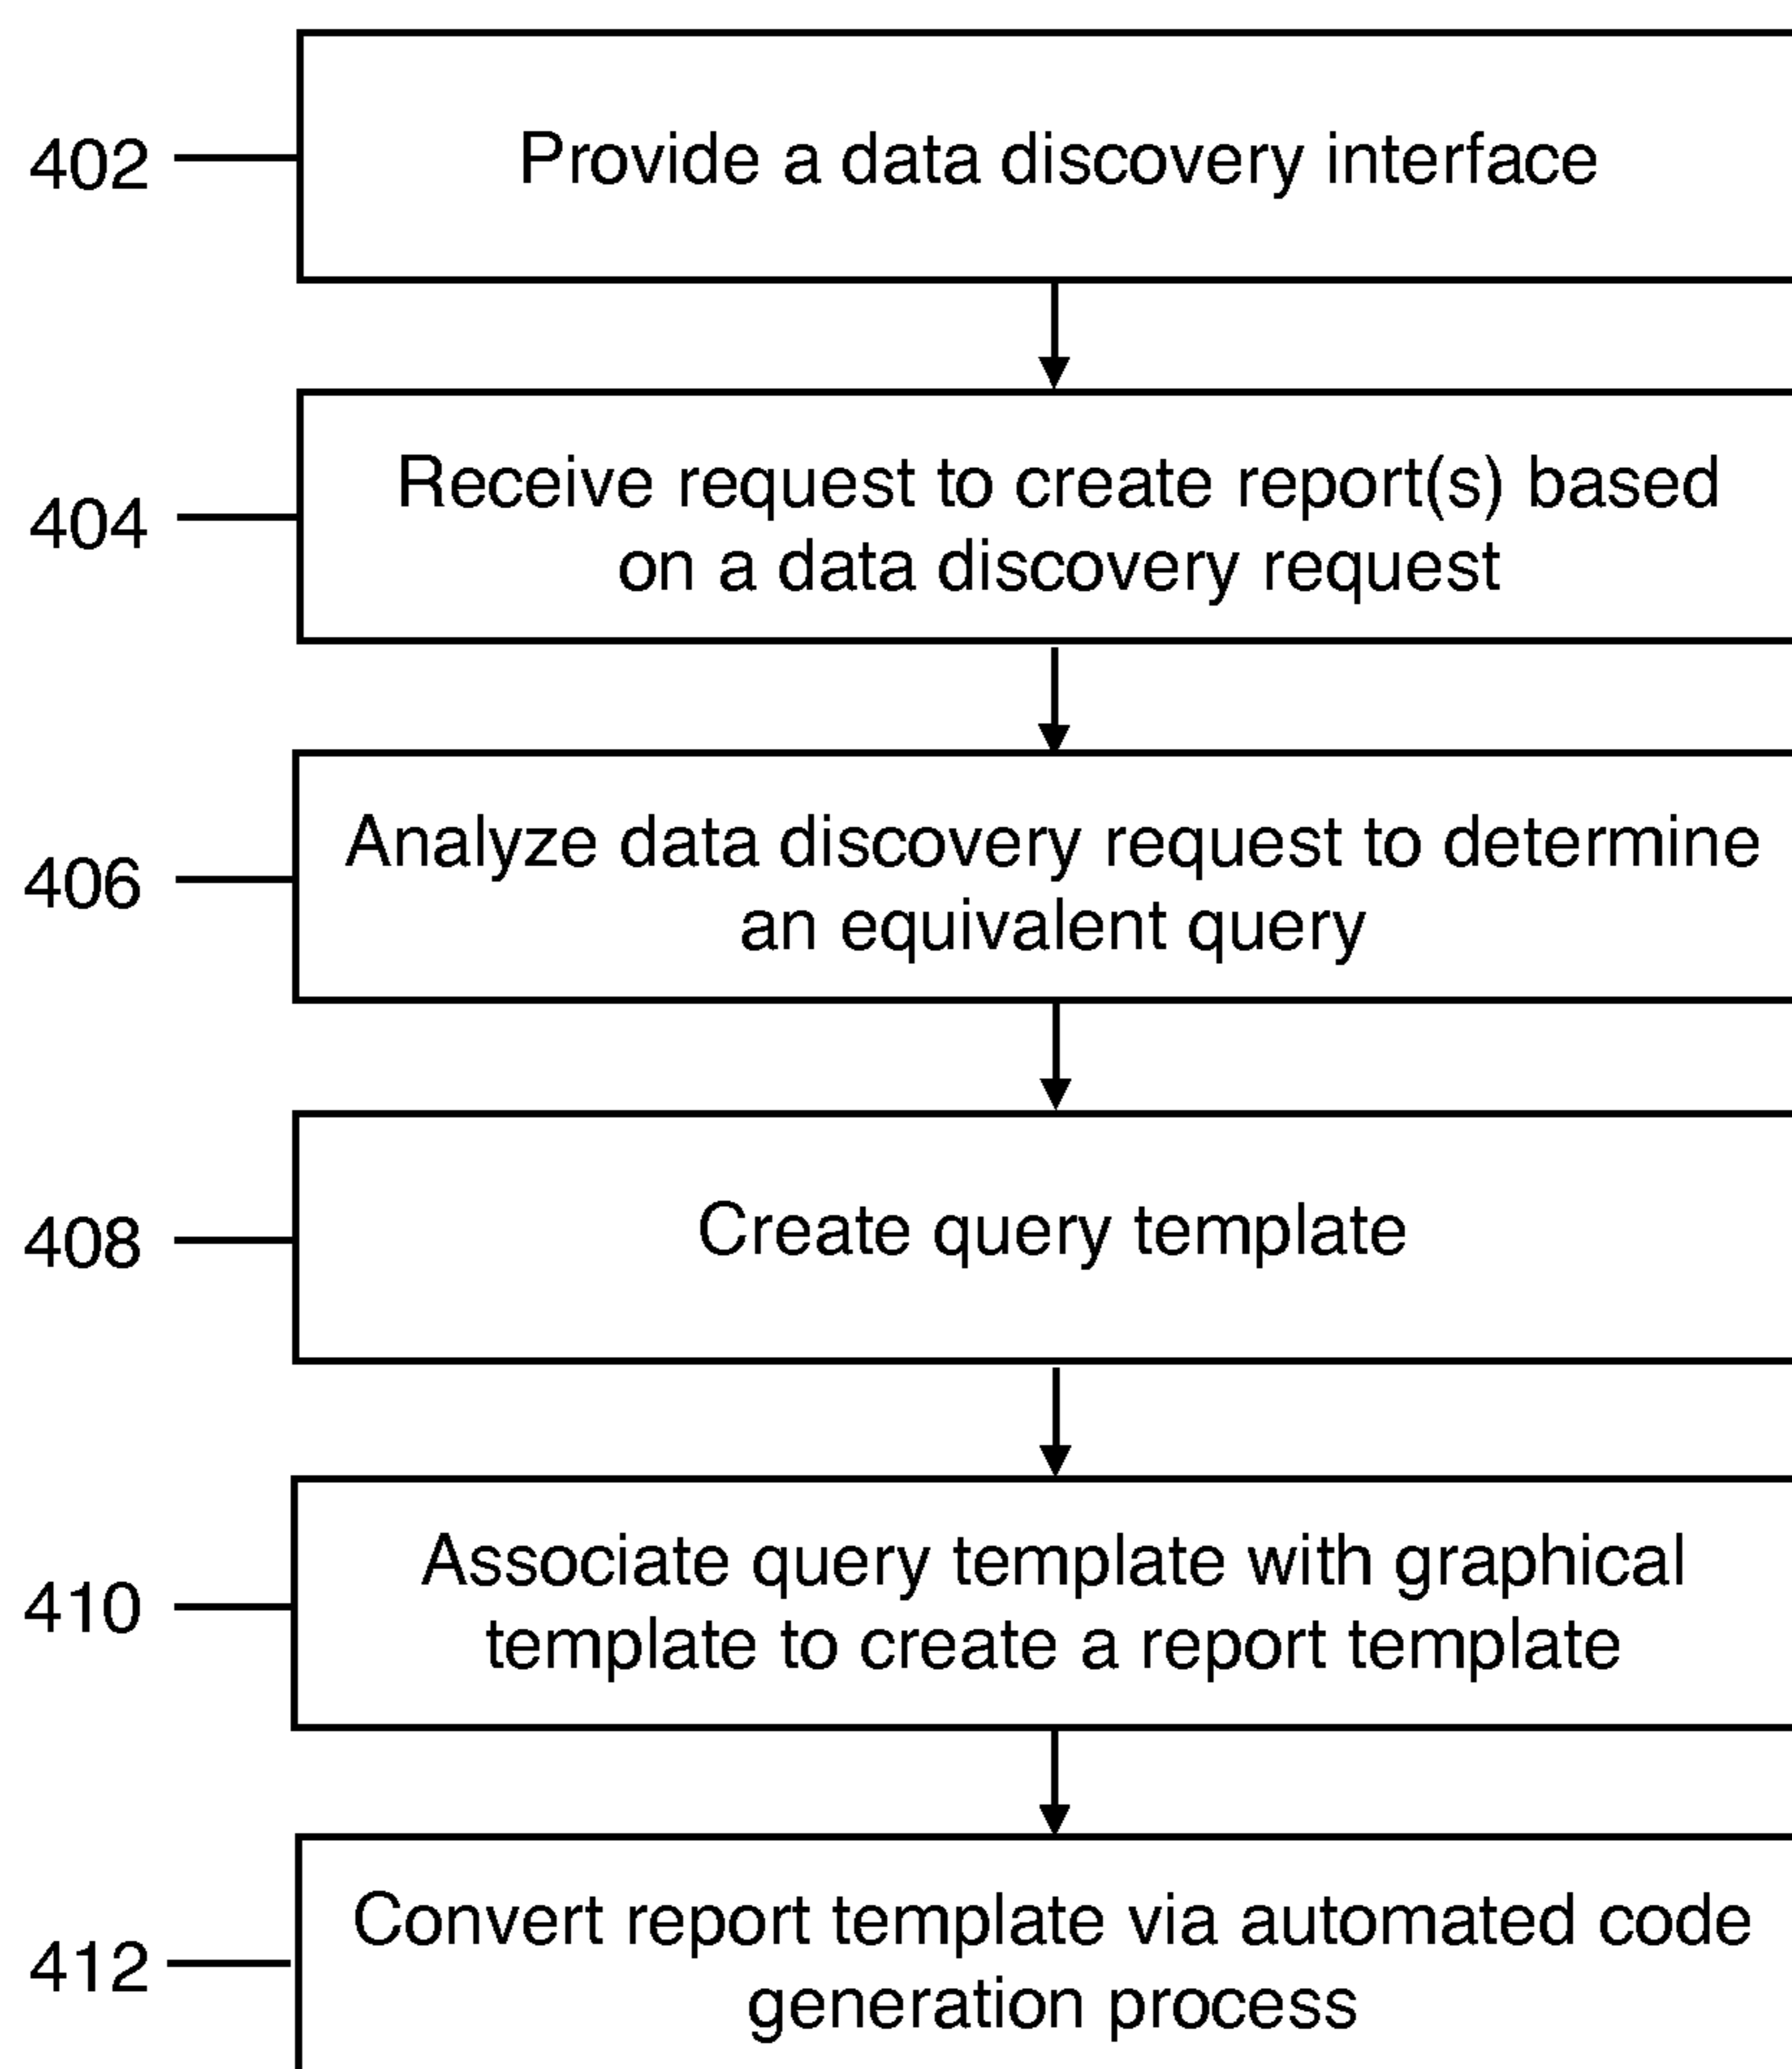 402
Provide a data discovery interface
404
Receive request to create report(s) based
on a data discovery request
406
Analyze data discovery request to determine
an equivalent query
408
Create query template
410
Associate query template with graphical
template to create a report template
412
Convert report template via automated code
generation process